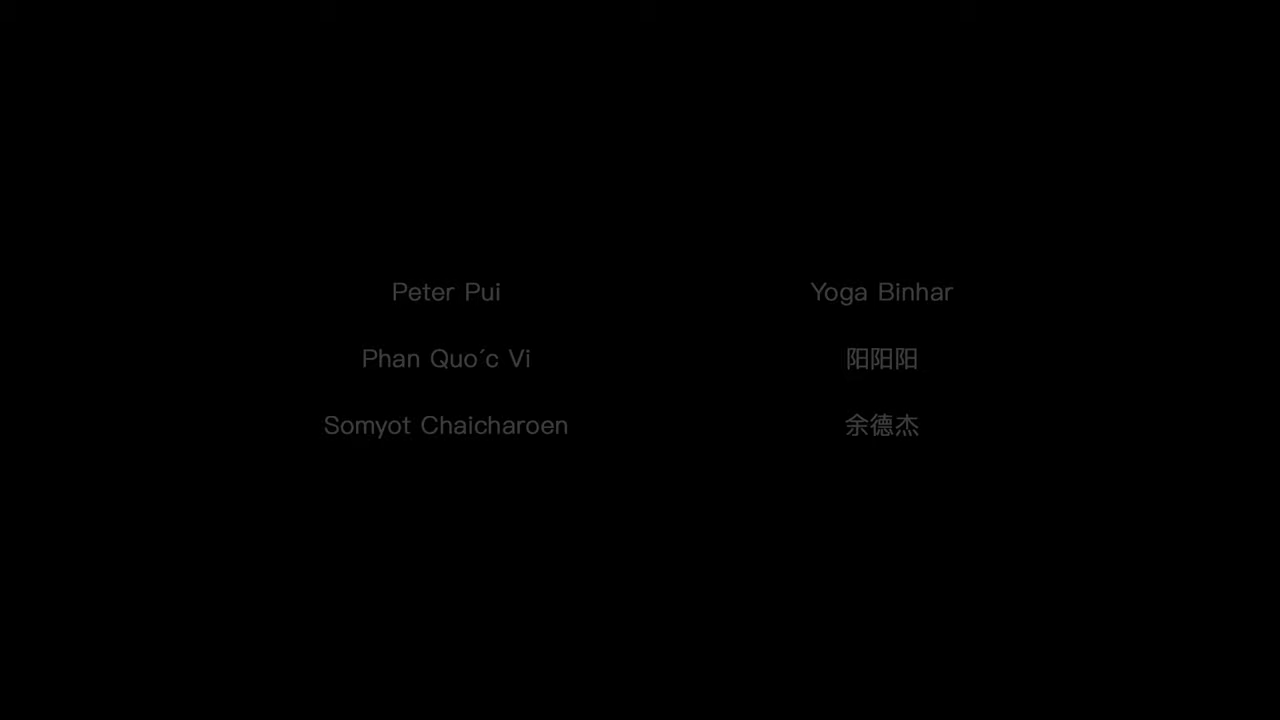 Peter Pui
Yoga Binhar
Phan Quo´c Vi
阳阳阳
Somyot Chaicharoen
余德杰